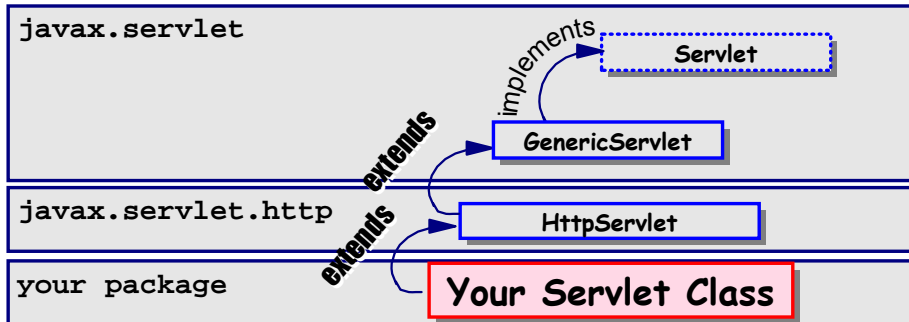 javax.servlet
implements
Servlet
GenericServlet
extends
javax.servlet.http
HttpServlet
extends
your package
Your Servlet Class